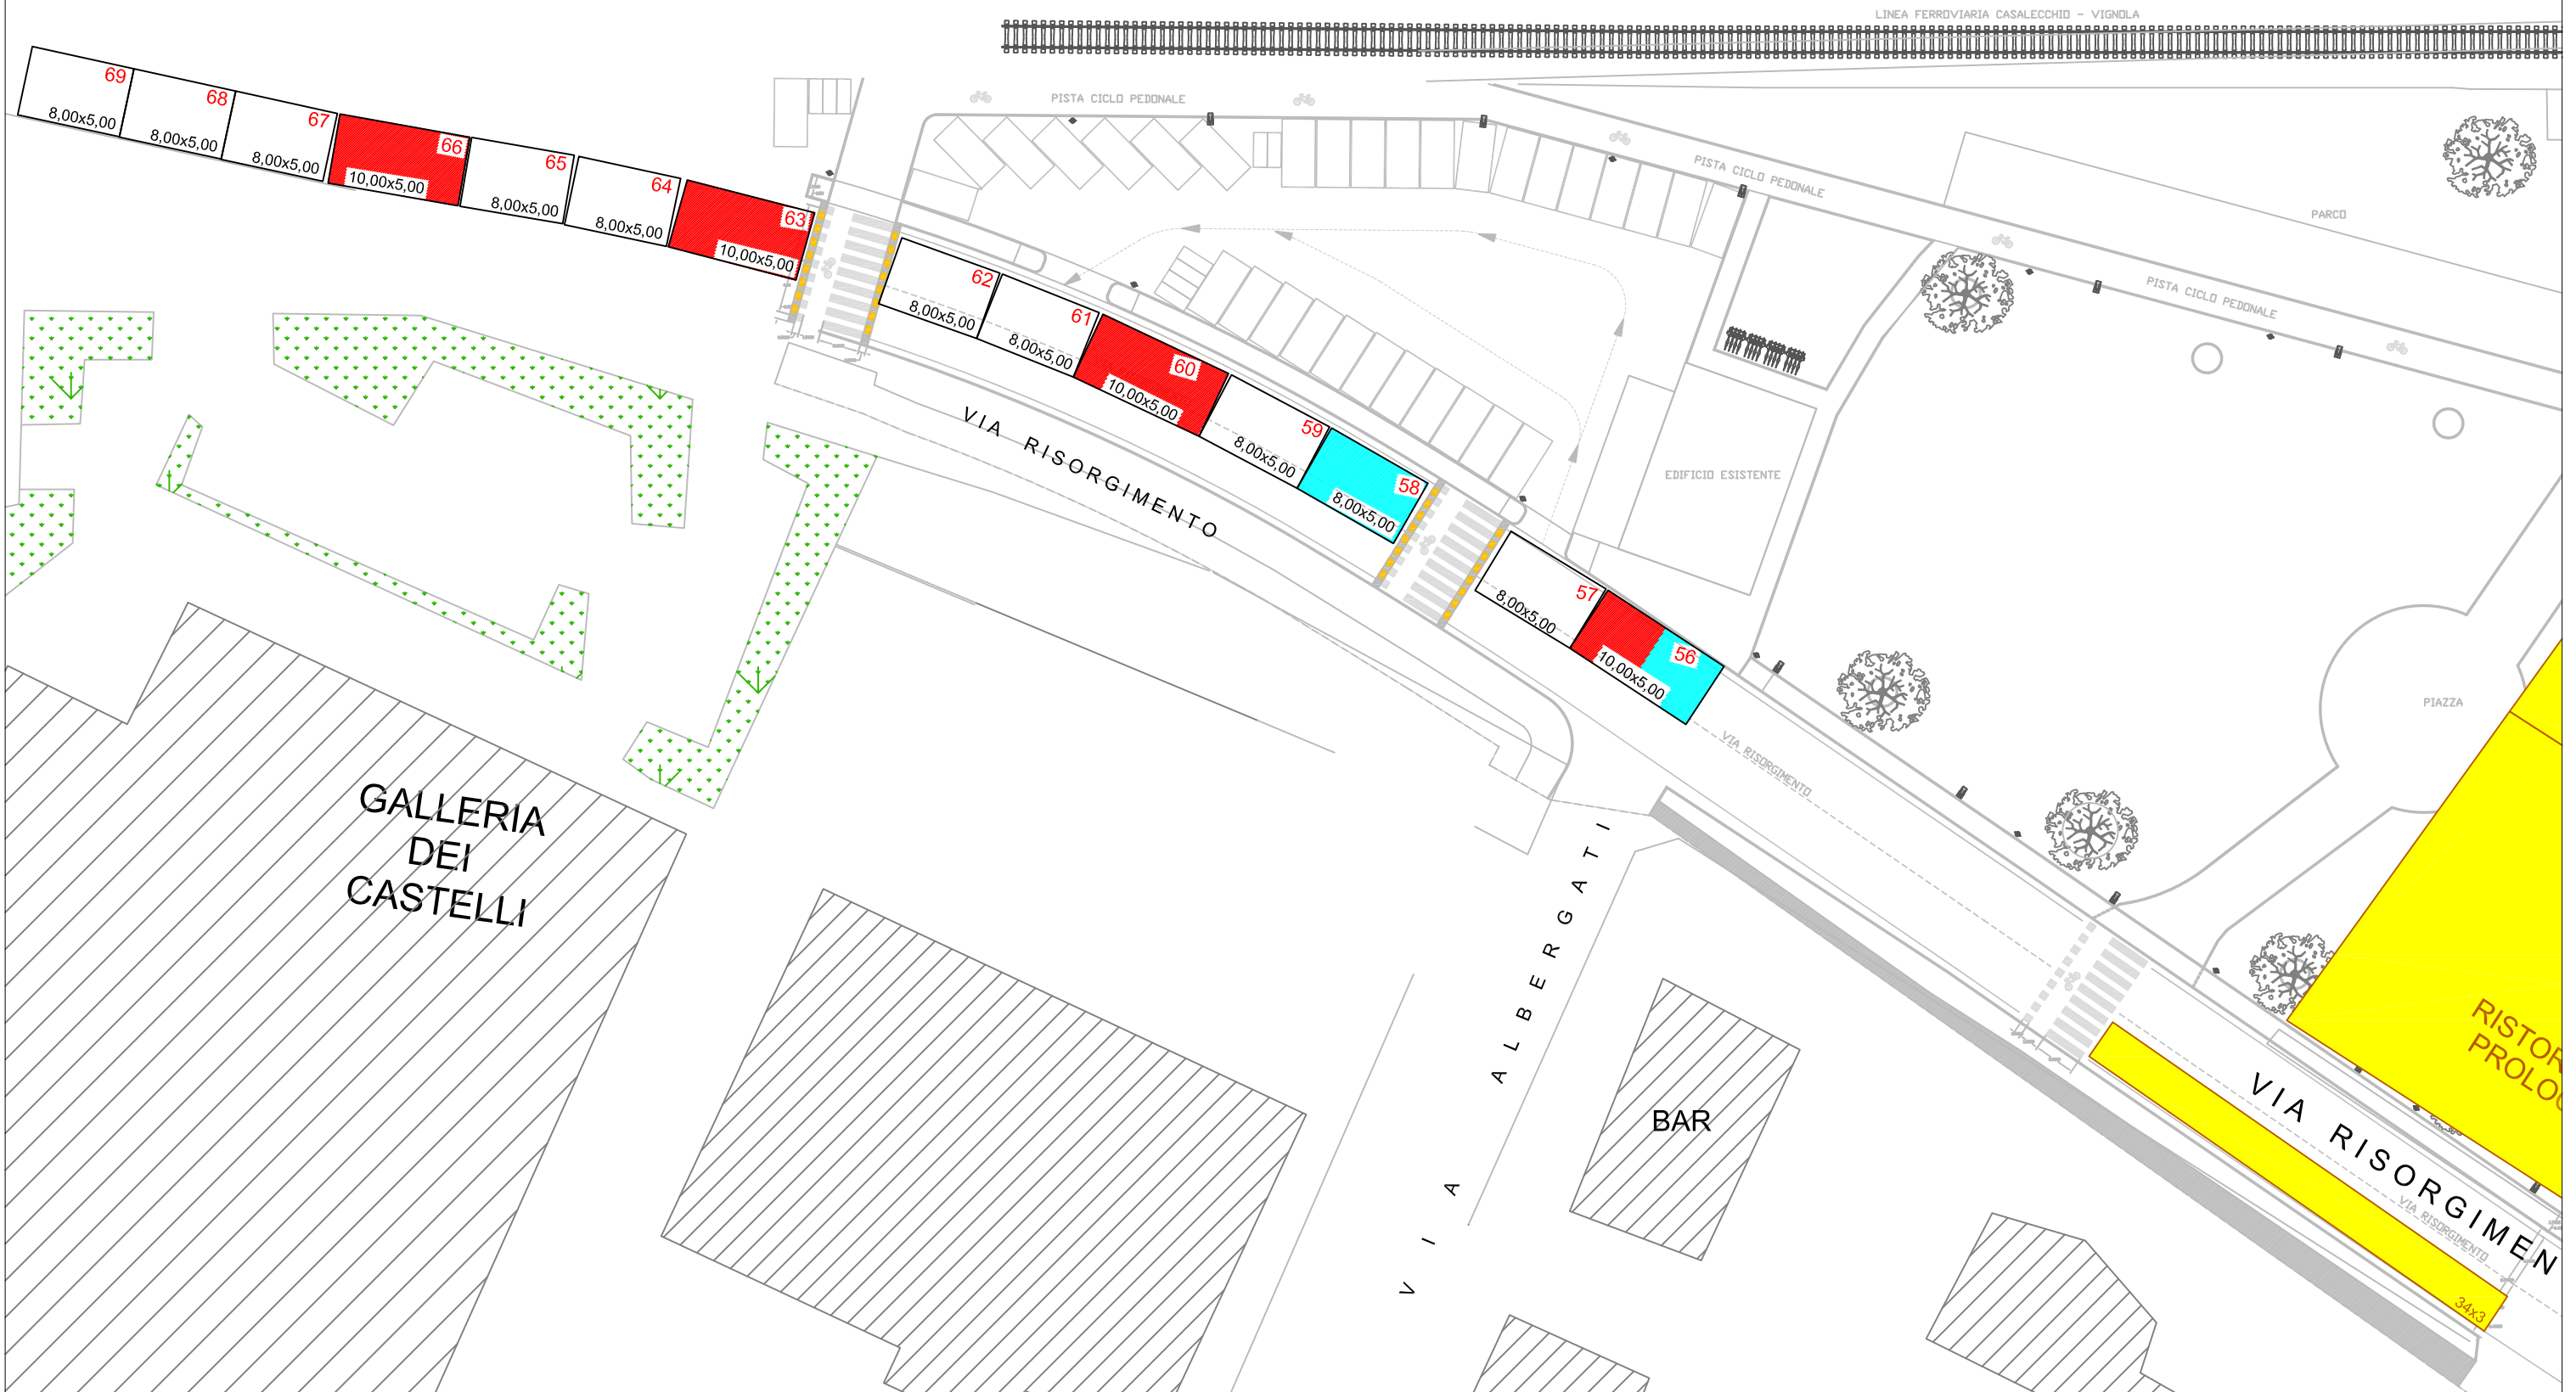 LINEA FERROVIARIA CASALECCHIO - VIGNOLA
PISTA CICLO PEDONALE
PISTA CICLO PEDONALE
PISTA CICLO PEDONALE
PARCO
69
8,00x5,00
68
8,00x5,00
67
8,00x5,00
66
10,00x5,00
65
8,00x5,00
64
8,00x5,00
63
10,00x5,00
62
8,00x5,00
61
8,00x5,00
60
10,00x5,00
59
8,00x5,00
58
8,00x5,00
57
8,00x5,00
56
10,00x5,00
VIA RISORGIMENTO
EDIFICIO ESISTENTE
PIAZZA
VIA RISORGIMENTO
GALLERIA
DEI
CASTELLI
VIA ALBERGATI
BAR
RISTOR
PROLO
VIA RISORGIMEN
VIA RISORGIMENTO
34x3